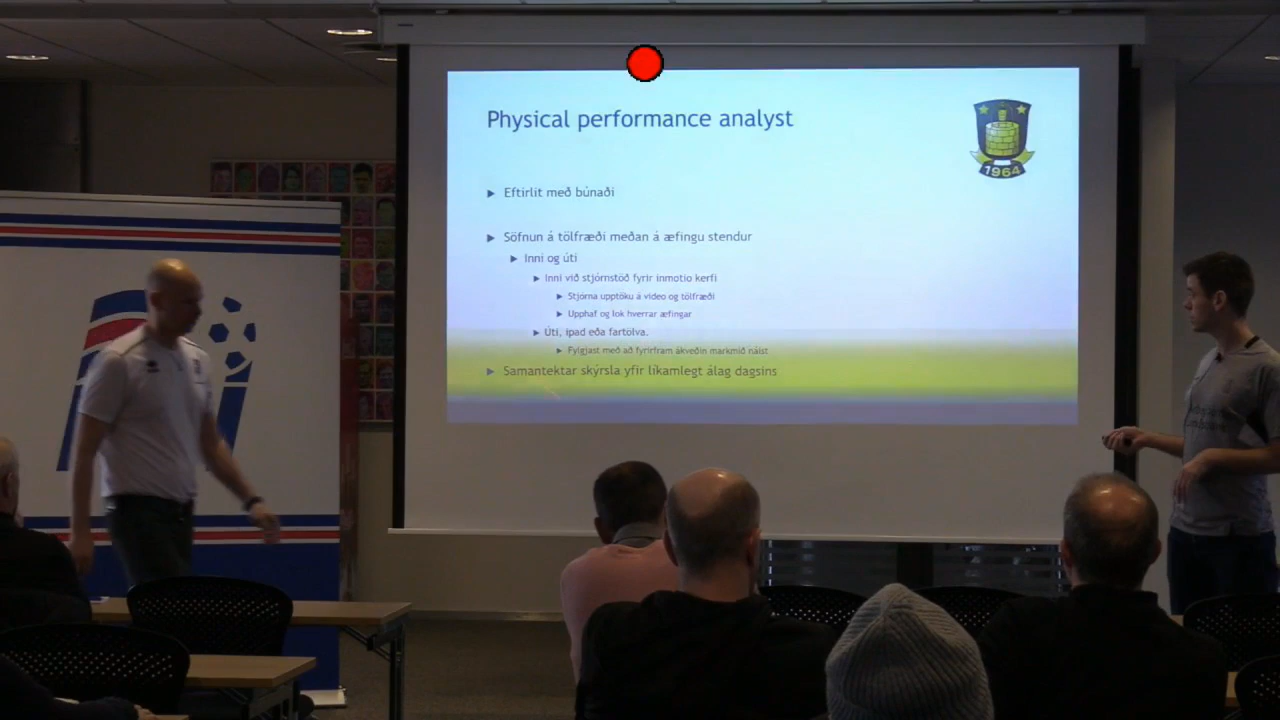 Physical performance analyst
1964
Eftirlit með búnaði
Söfnun á tölfræði meðan á æfingu stendur
Inni og úti
Inni við stjórnstöð fyrir inmotio kerfi
Stjórna upptöku á video og tölfræði
Upphaf og lok hverrar æfingar
Úti, ipad eða fartölva.
Fylgjast með að fyrirfram ákveðin markmið náist
Samantektar skýrsla yfir líkamlegt álag dagsins